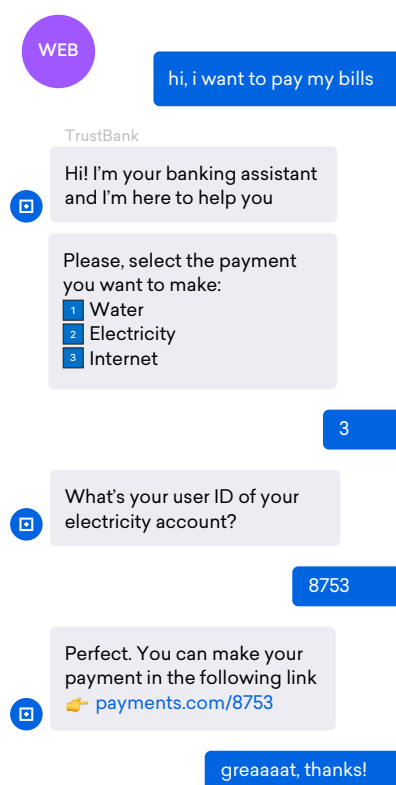 WEB
hi, i want to pay my bills
TrustBank
Hi! I'm your banking assistant
and I'm here to help you
Please, select the payment
you want to make:
1 Water
2 Electricity
3 Internet
3
What's your user ID of your
electricity account?
8753
Perfect. You can make your
payment in the following link
👉 payments.com/8753
greaaaat, thanks!